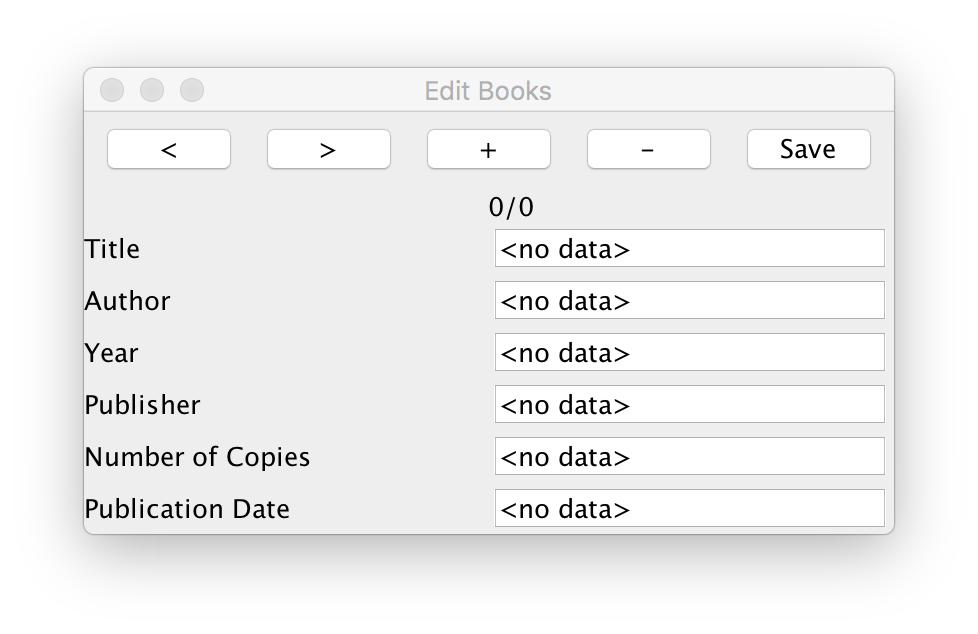 Edit Books
< > + – Save
0/0
Title <no data>
Author <no data>
Year <no data>
Publisher <no data>
Number of Copies <no data>
Publication Date <no data>